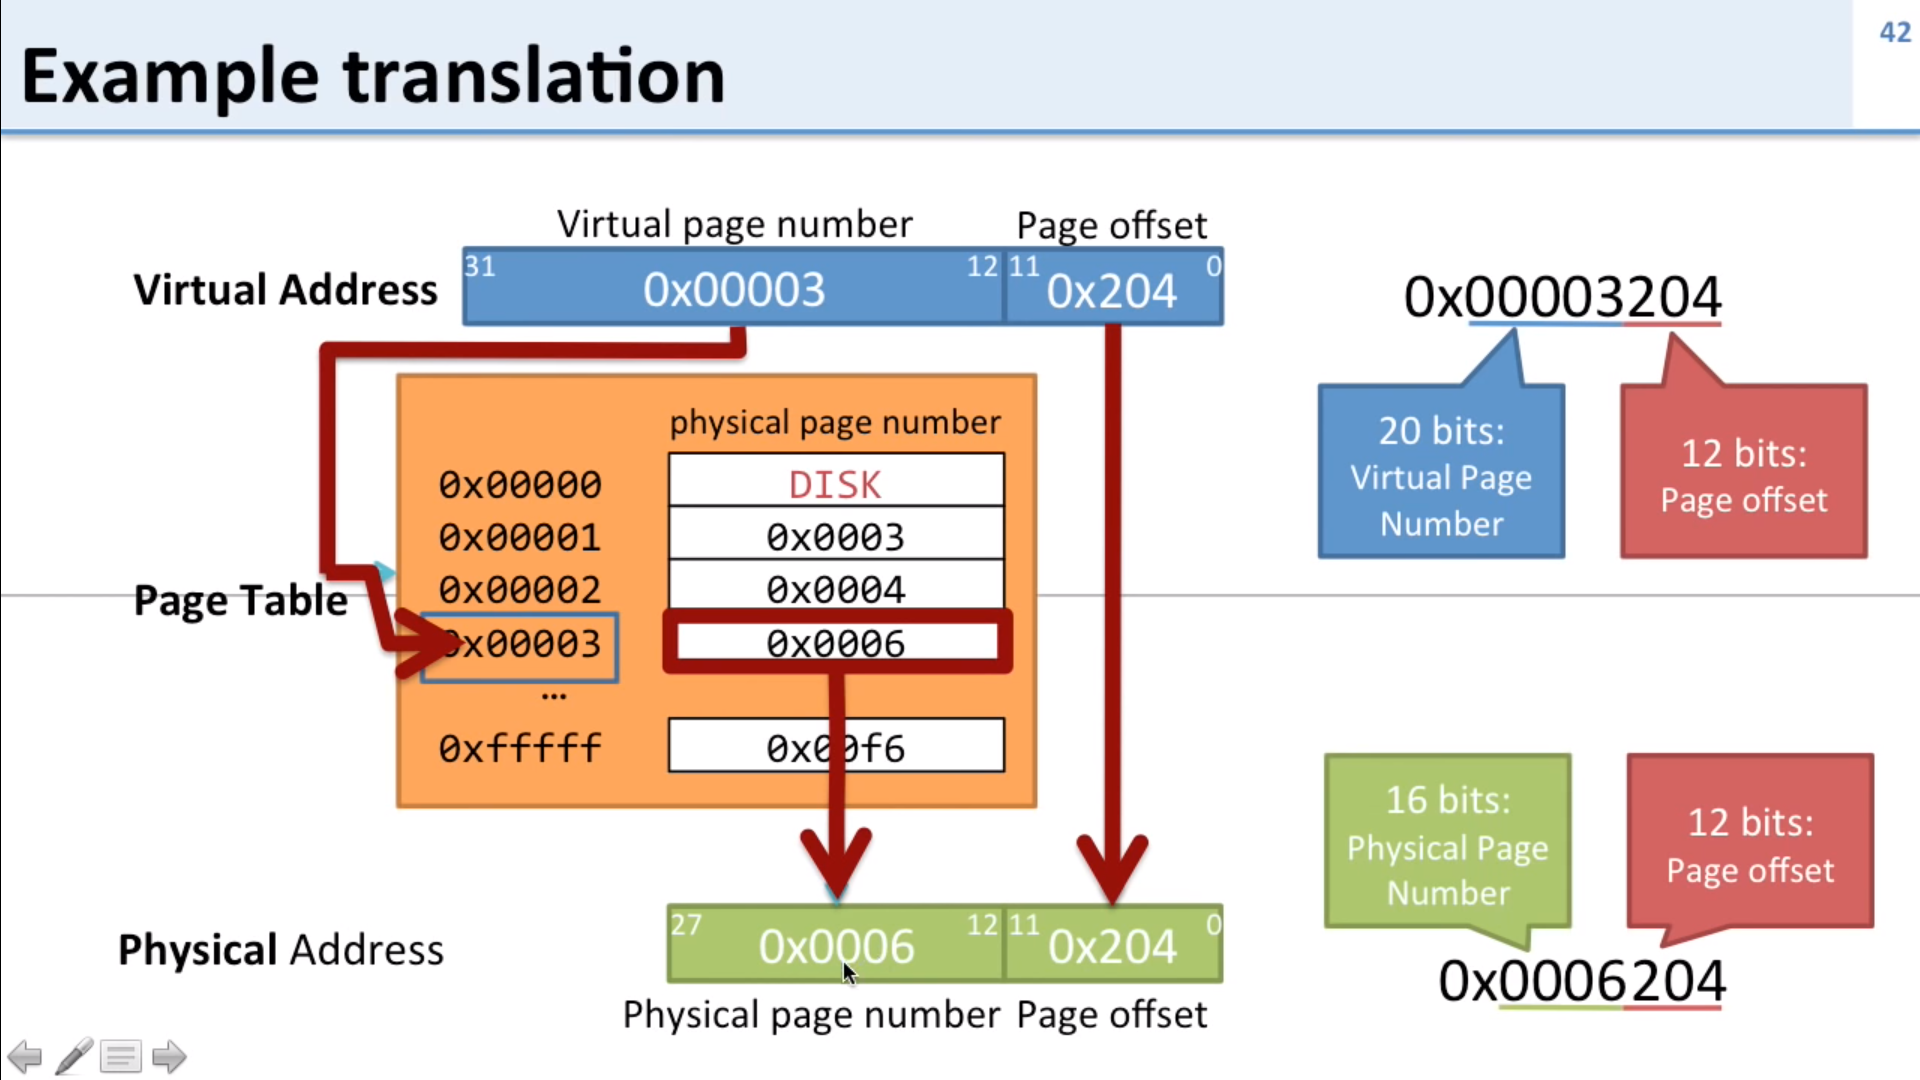 42
Example translation
Virtual page number Page offset
Virtual Address
31 0x00003 12 11 0x204 0
0x00003204
physical page number
20 bits:
Virtual Page
Number
12 bits:
Page offset
Page Table
0x00000 DISK
0x00001 0x0003
0x00002 0x0004
0x00003 0x0006
...
0xfffff 0x00f6
16 bits:
Physical Page
Number
12 bits:
Page offset
Physical Address
27 0x0006 12 11 0x204 0
0x0006204
Physical page number Page offset